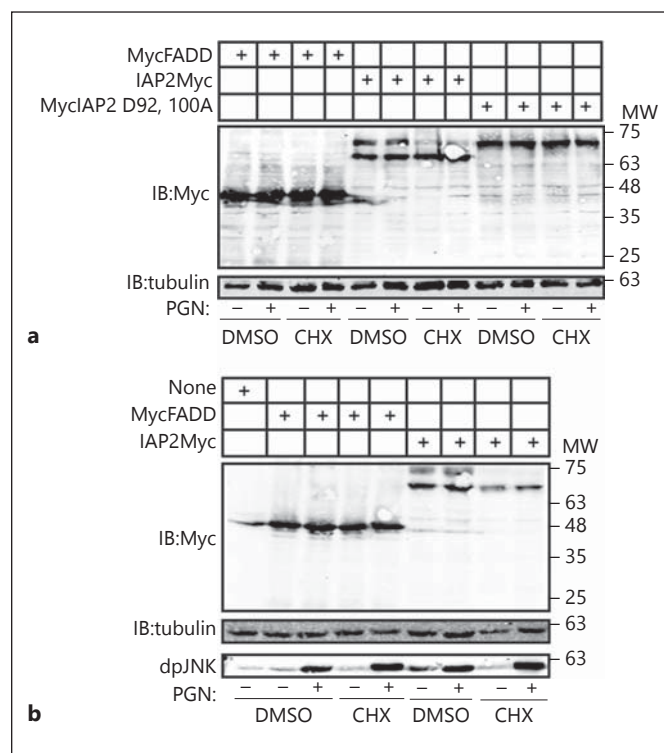 MycFADD + + + +
IAP2Myc + + + +
MycIAP2 D92, 100A + + + + MW
75
63
IB:Myc 48
35
25
IB:tubulin 63
PGN: – + – + – + – + – + – +
a DMSO CHX DMSO CHX DMSO CHX
None +
MycFADD + + + +
IAP2Myc + + + + MW
75
63
IB:Myc 48
35
25
IB:tubulin 63
dpJNK 63
PGN: – – + – + – + – +
b DMSO CHX DMSO CHX